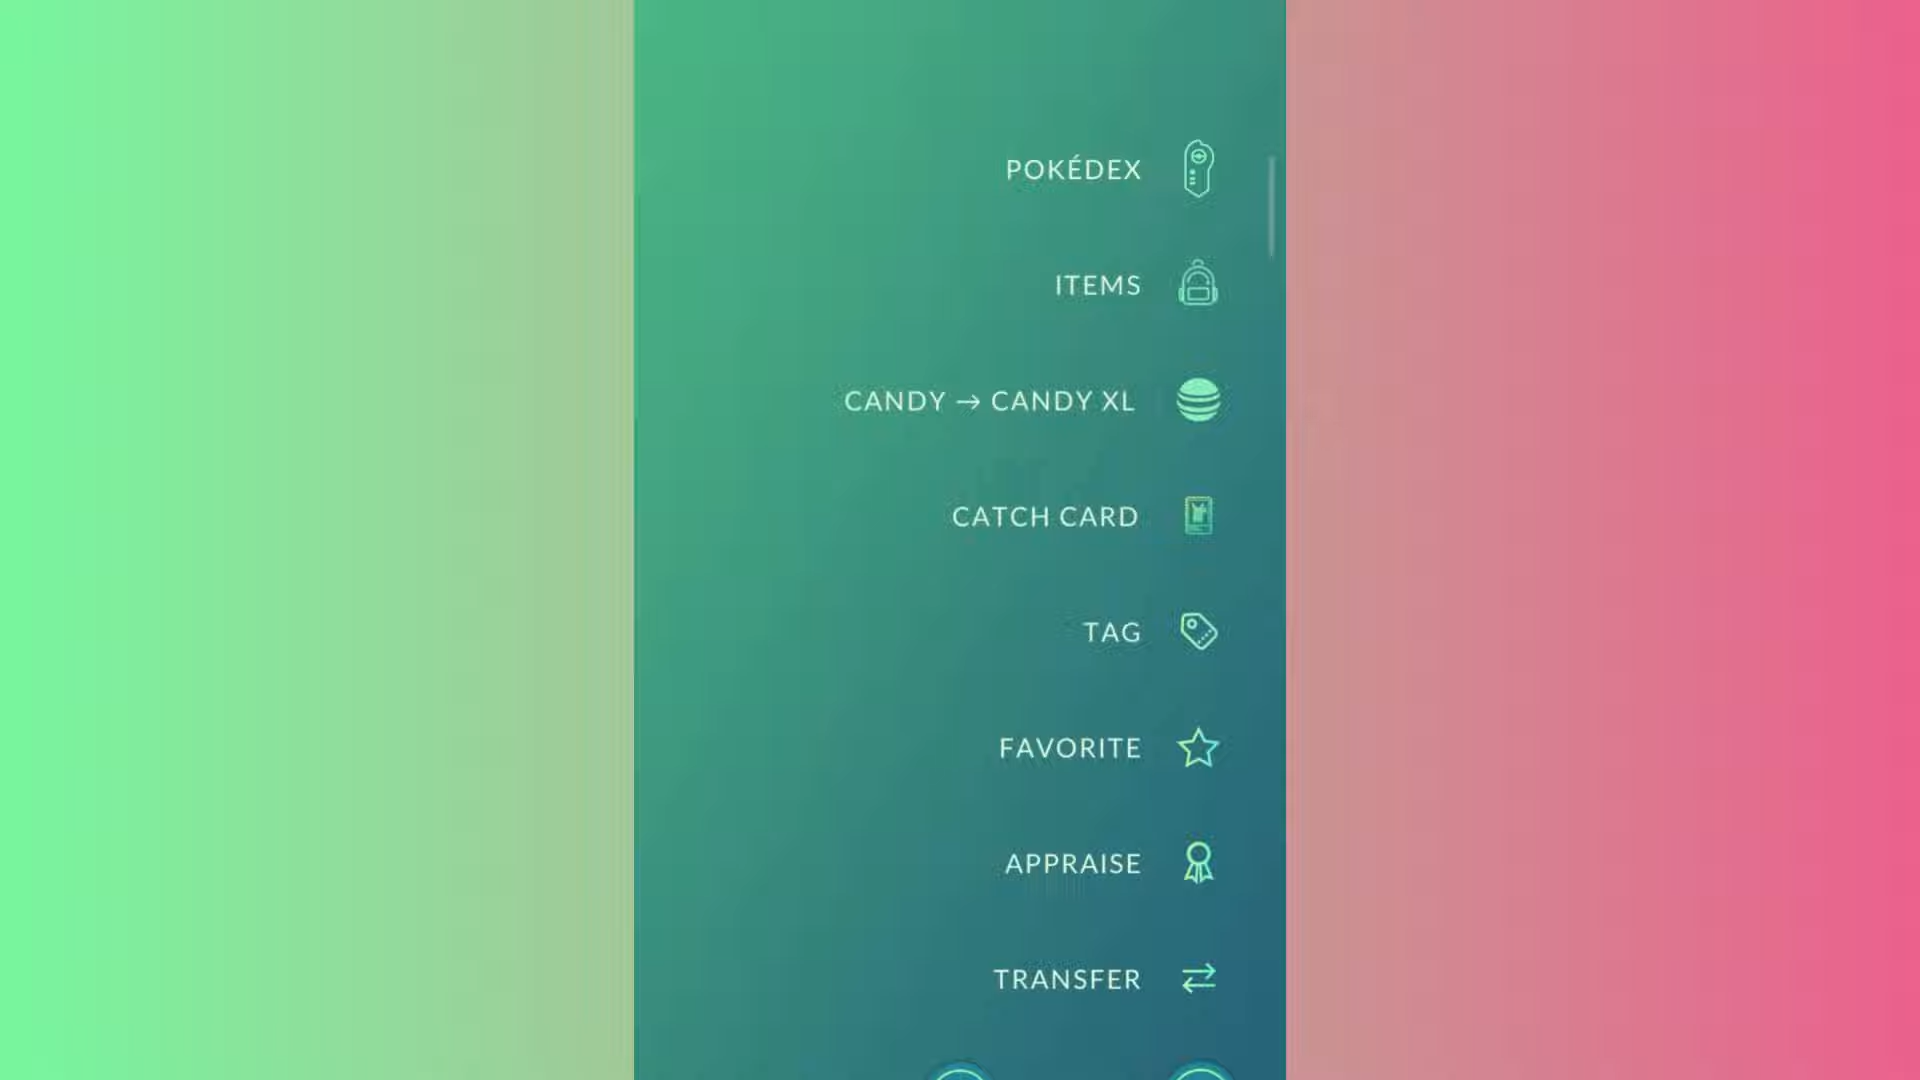 POKÉDEX
ITEMS
CANDY → CANDY XL
CATCH CARD
TAG
FAVORITE
APPRAISE
TRANSFER